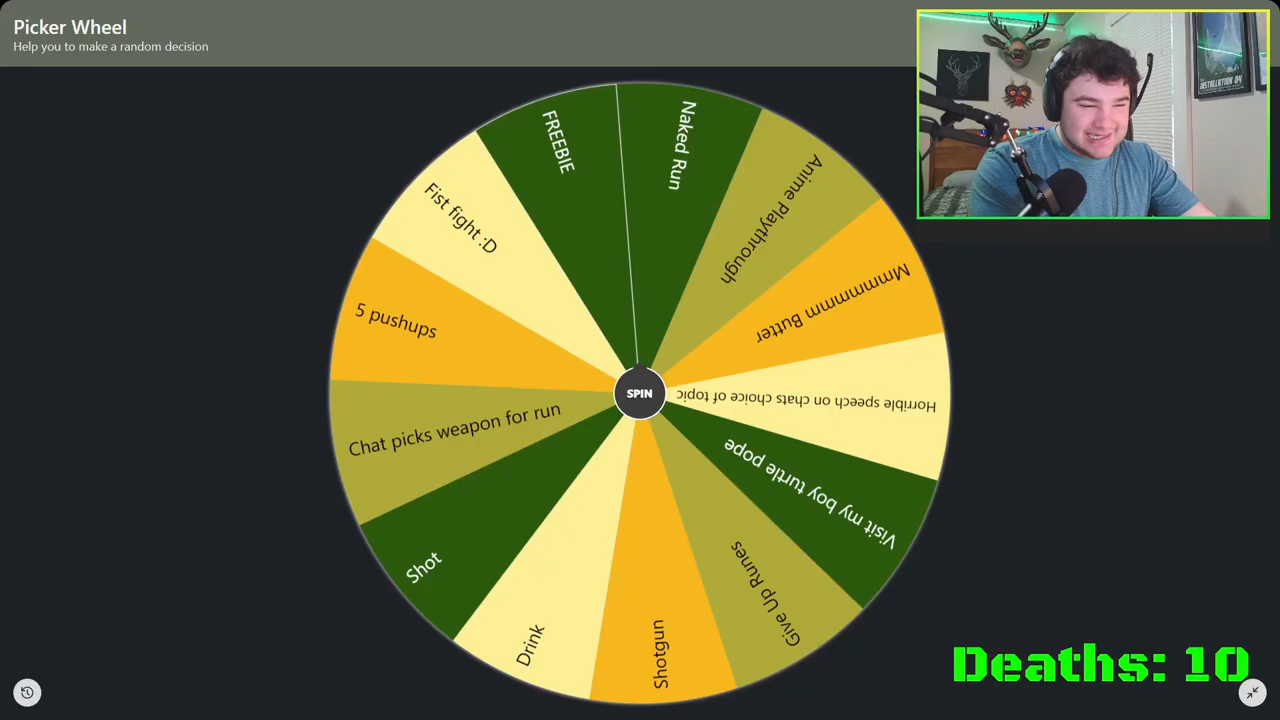 Picker Wheel
Help you to make a random decision
FREEBIE
Naked Run
Anime Playthrough
Mmmmmmm Butter
Horrible speech on chats choice of topic
Visit my boy turtle pope
Give Up Runes
Shotgun
Drink
Shot
Chat picks weapon for run
5 pushups
Fist fight :D
SPIN
INSTALLATION 04
Deaths: 10